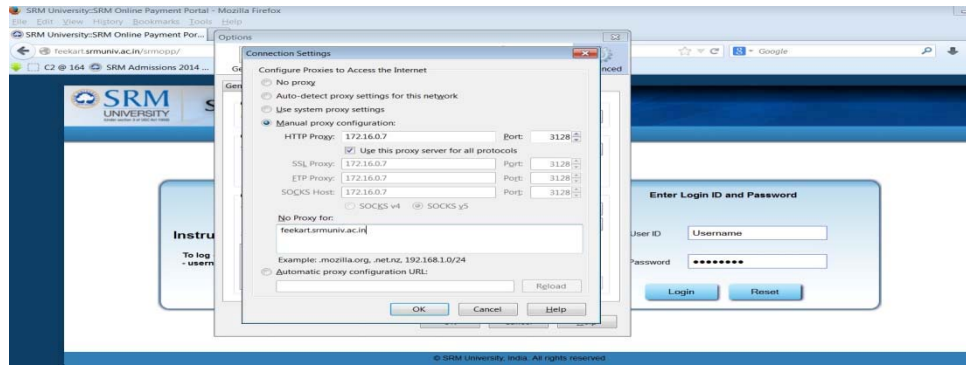 SRM University:SRM Online Payment Portal - Mozilla Firefox
File Edit View History Bookmarks Tools Help
SRM University:SRM Online Payment Por...
feekart.srmuniv.ac.in/srmopp/
Google
C2 @ 164 SRM Admissions 2014 ...
Options
Connection Settings
Configure Proxies to Access the Internet
No proxy
Auto-detect proxy settings for this network
Use system proxy settings
Manual proxy configuration:
HTTP Proxy: 172.16.0.7 Port: 3128
Use this proxy server for all protocols
SSL Proxy: 172.16.0.7 Port: 3128
FTP Proxy: 172.16.0.7 Port: 3128
SOCKS Host: 172.16.0.7 Port: 3128
SOCKS v4 SOCKS v5
No Proxy for:
feekart.srmuniv.ac.in
Example: .mozilla.org, .net.nz, 192.168.1.0/24
Automatic proxy configuration URL:
Reload
OK Cancel Help
SRM
UNIVERSITY
Instru
To log
- usern
Enter Login ID and Password
User ID Username
Password
Login Reset
© SRM University, India. All rights reserved